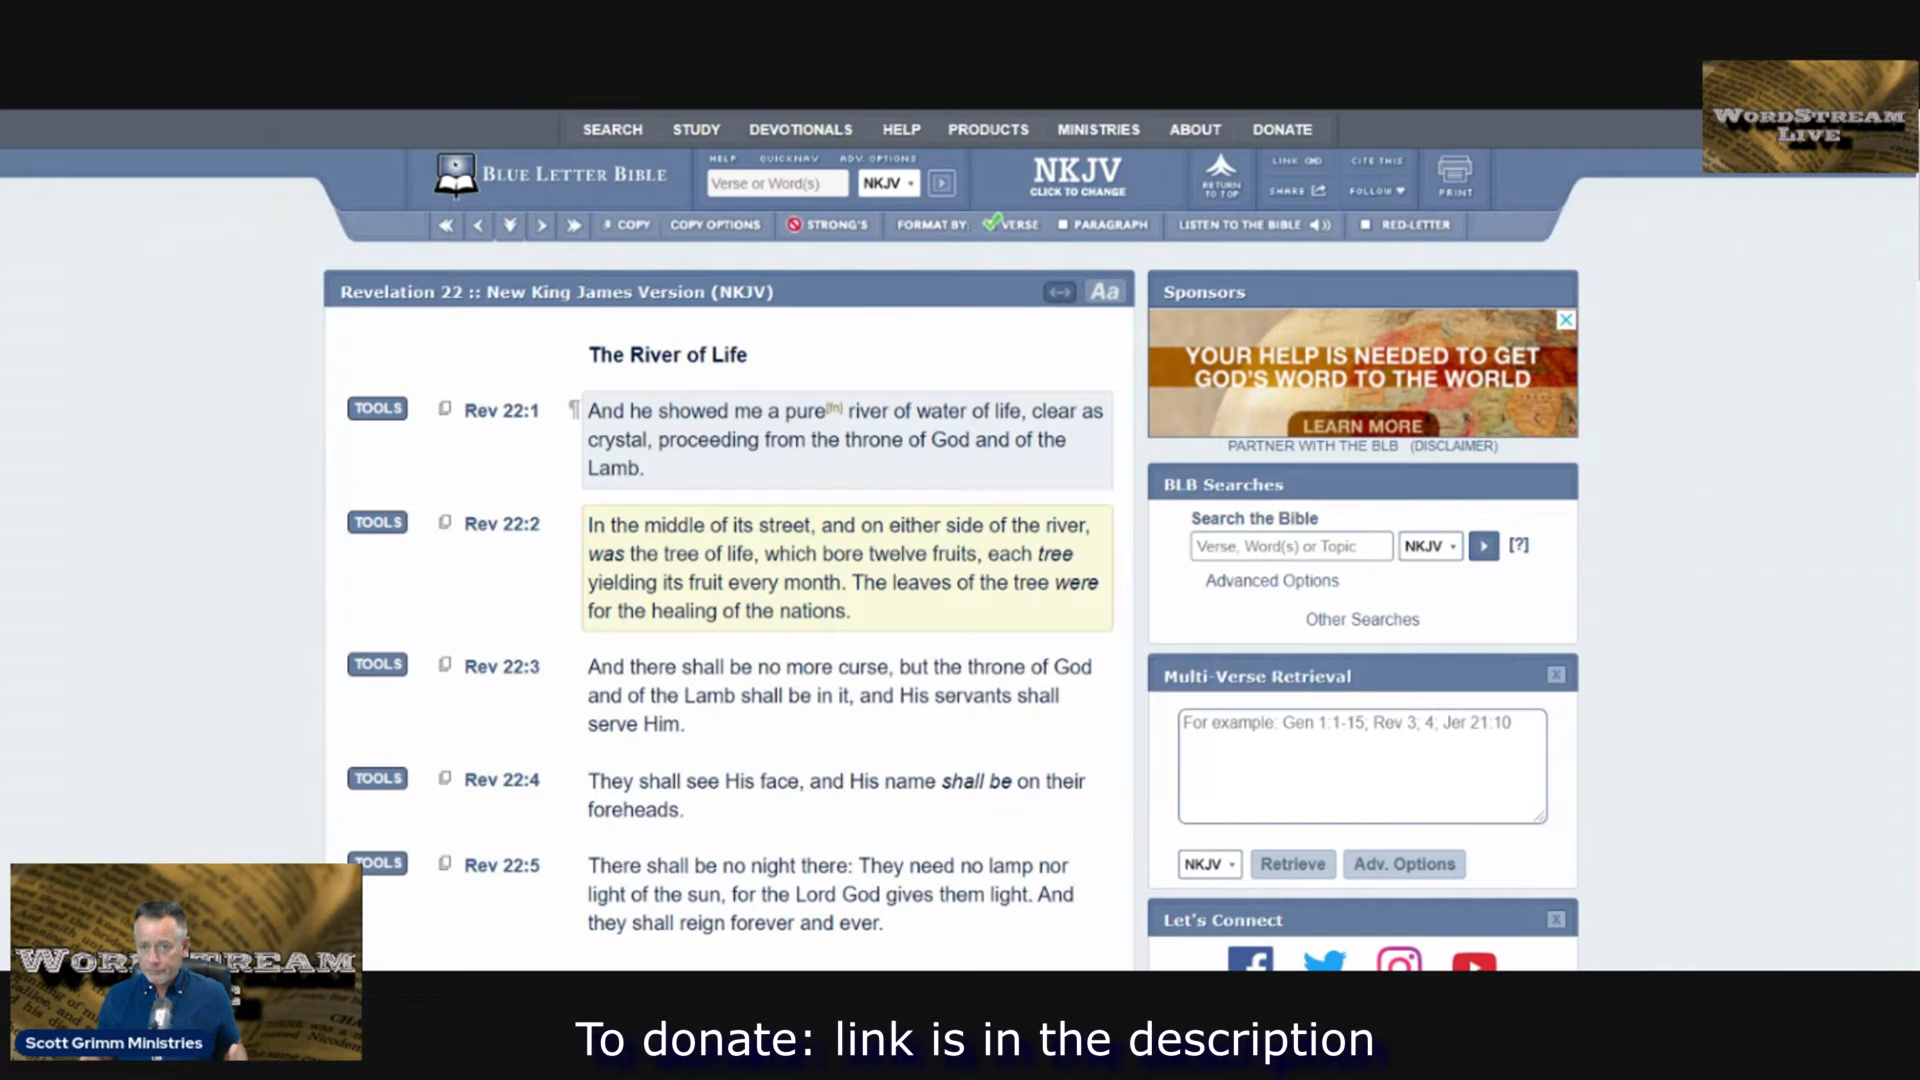 WORDSTREAM
LIVE
SEARCH STUDY DEVOTIONALS HELP PRODUCTS MINISTRIES ABOUT DONATE
BLUE LETTER BIBLE
HELP QUICKNAV ADV. OPTIONS
Verse or Word(s) NKJV
NKJV
CLICK TO CHANGE
RETURN
TO TOP
LINK CITE THIS
SHARE FOLLOW
PRINT
COPY COPY OPTIONS STRONG'S FORMAT BY: VERSE PARAGRAPH LISTEN TO THE BIBLE RED-LETTER
Revelation 22 :: New King James Version (NKJV) Aa
The River of Life
TOOLS Rev 22:1 ¶ And he showed me a pure[fn] river of water of life, clear as
crystal, proceeding from the throne of God and of the
Lamb.
TOOLS Rev 22:2 In the middle of its street, and on either side of the river,
was the tree of life, which bore twelve fruits, each tree
yielding its fruit every month. The leaves of the tree were
for the healing of the nations.
TOOLS Rev 22:3 And there shall be no more curse, but the throne of God
and of the Lamb shall be in it, and His servants shall
serve Him.
TOOLS Rev 22:4 They shall see His face, and His name shall be on their
foreheads.
TOOLS Rev 22:5 There shall be no night there: They need no lamp nor
light of the sun, for the Lord God gives them light. And
they shall reign forever and ever.
Sponsors
YOUR HELP IS NEEDED TO GET
GOD'S WORD TO THE WORLD
LEARN MORE
PARTNER WITH THE BLB (DISCLAIMER)
BLB Searches
Search the Bible
Verse, Word(s) or Topic NKJV [?]
Advanced Options
Other Searches
Multi-Verse Retrieval X
For example: Gen 1:1-15; Rev 3; 4; Jer 21:10
NKJV Retrieve Adv. Options
Let's Connect X
Scott Grimm Ministries
To donate: link is in the description